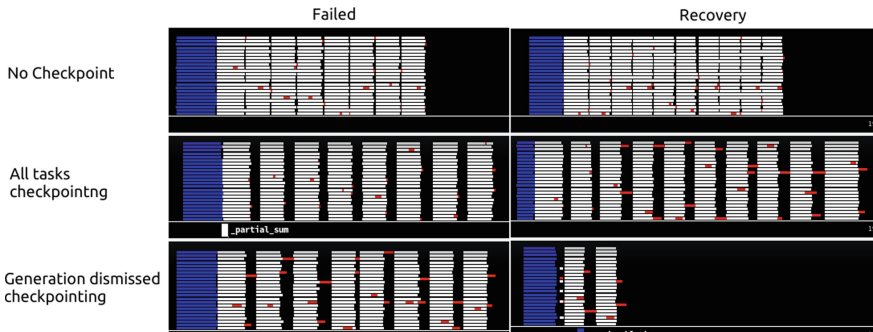 Failed
Recovery
No Checkpoint
All tasks
checkpointng
_partial_sum
Generation dismissed
checkpointing